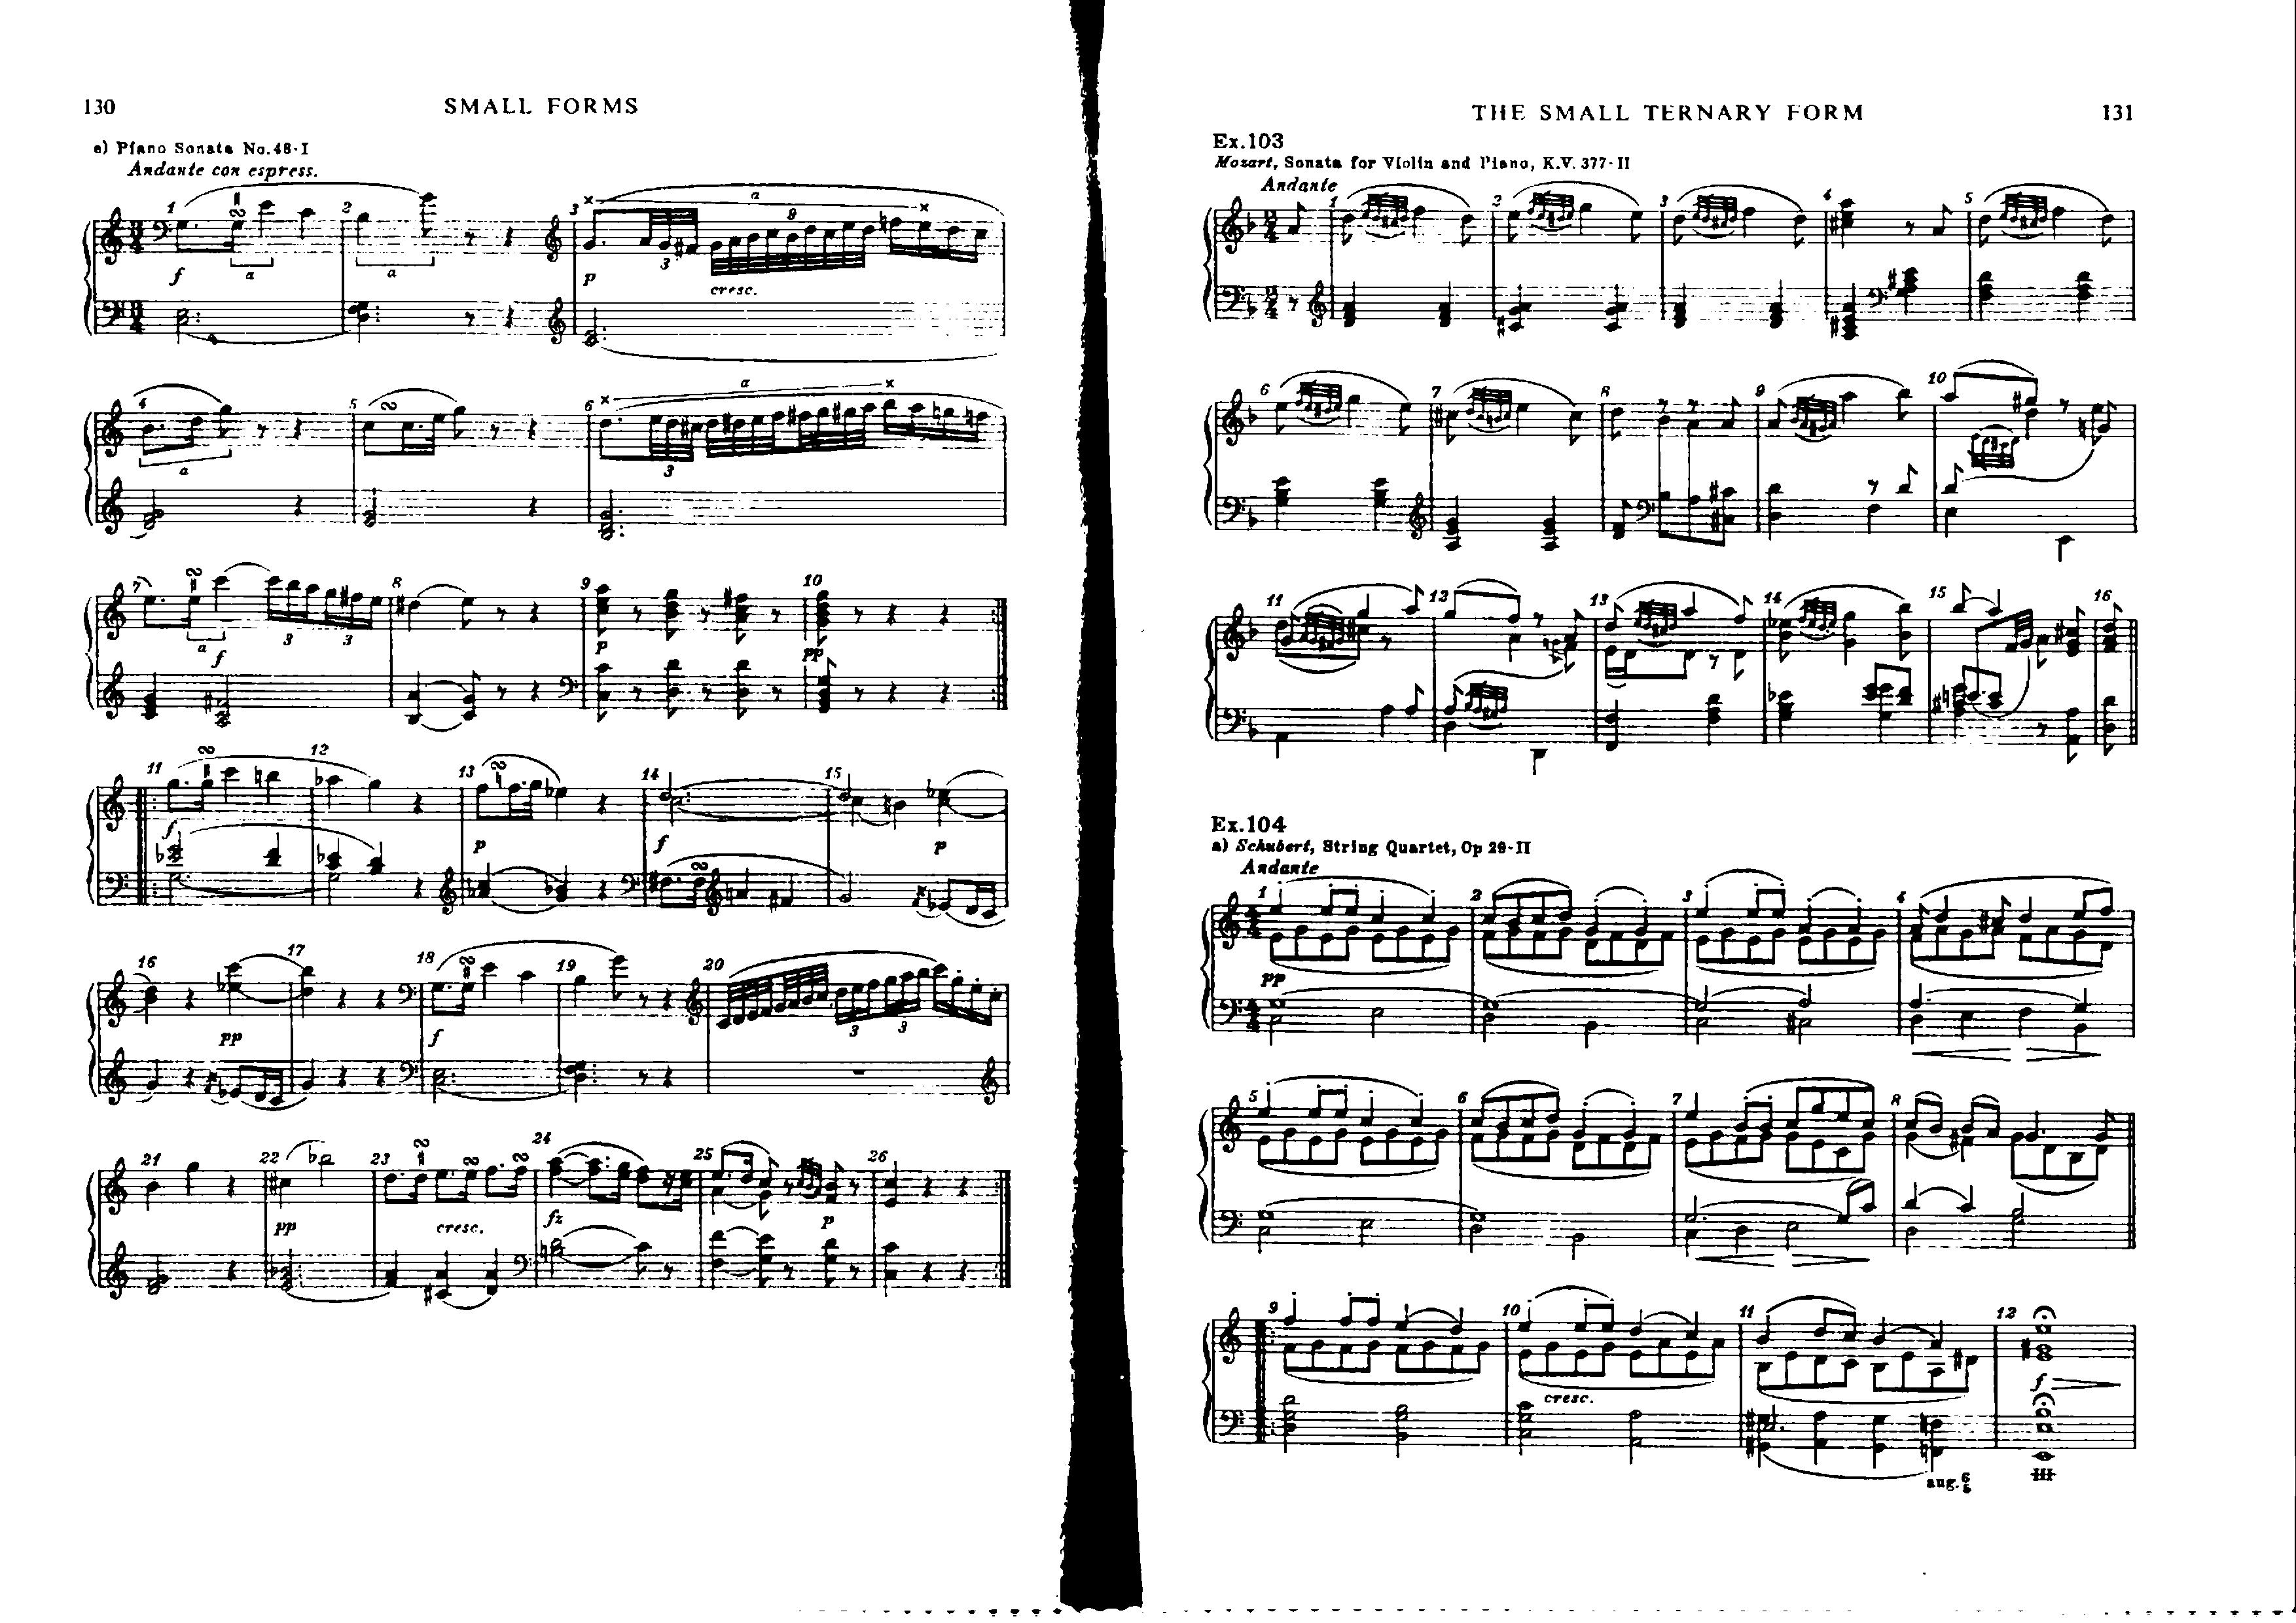 130
SMALL FORMS
e) Piano Sonata No.48-I
Andante con espress.
1 2 3
a a a
f p cresc.
3 9
4 5 6
a a
3
7 8 9 10
a f p pp
3 3
11 12 13 14 15
f p f p
16 17 18 19 20
pp f
3 3
21 22 23 24 25 26
pp cresc. fz p
THE SMALL TERNARY FORM
131
Ex.103
Mozart, Sonata for Violin and Piano, K.V. 377-II
Andante
1 2 3 4 5
6 7 8 9 10
11 12 13 14 15 16
Ex.104
a) Schubert, String Quartet, Op 29-II
Andante
1 2 3 4
pp
5 6 7 8
9 10 11 12
cresc. f
aug.6/5
III